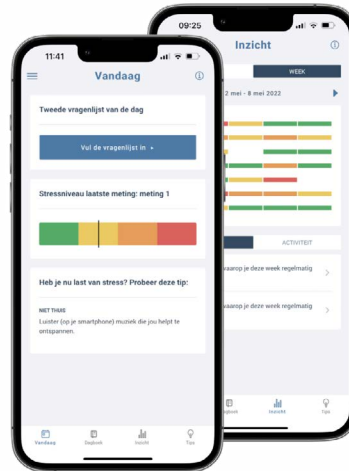 11:41
Vandaag
Tweede vragenlijst van de dag
Vul de vragenlijst in
Stressniveau laatste meting: meting 1
Heb je nu last van stress? Probeer deze tip:
NET THUIS
Luister (op je smartphone) muziek die jou helpt te
ontspannen.
Vandaag
Dagboek
Inzicht
Tips
09:25
Inzicht
WEEK
2 mei - 8 mei 2022
ACTIVITEIT
waarop je deze week regelmatig
waarop je deze week regelmatig
Dagboek
Inzicht
Tips